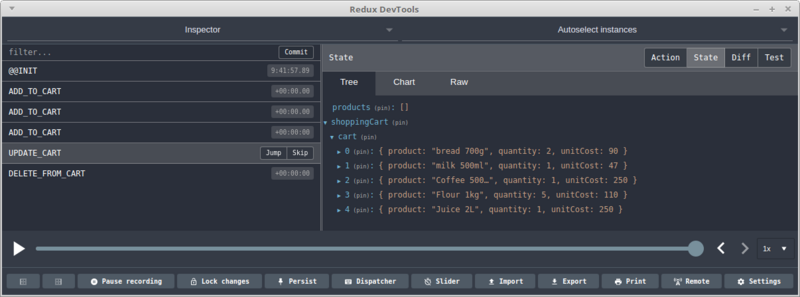 Redux DevTools
Inspector
Autoselect instances
filter...
Commit
@@INIT
9:41:57.89
ADD_TO_CART
+00:00.00
ADD_TO_CART
+00:00.00
ADD_TO_CART
+00:00.00
UPDATE_CART
Jump Skip
DELETE_FROM_CART
+00:00:00
State
Action State Diff Test
Tree Chart Raw
products (pin): []
shoppingCart (pin)
cart (pin)
0 (pin): { product: "bread 700g", quantity: 2, unitCost: 90 }
1 (pin): { product: "milk 500ml", quantity: 1, unitCost: 47 }
2 (pin): { product: "Coffee 500…", quantity: 1, unitCost: 250 }
3 (pin): { product: "Flour 1kg", quantity: 5, unitCost: 110 }
4 (pin): { product: "Juice 2L", quantity: 1, unitCost: 250 }
1x
Pause recording Lock changes Persist Dispatcher Slider Import Export Print Remote Settings